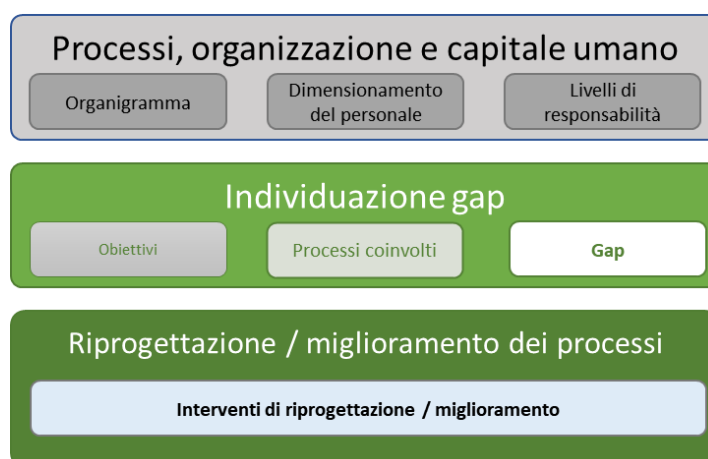 Processi, organizzazione e capitale umano
Organigramma
Dimensionamento
del personale
Livelli di
responsabilità
Individuazione gap
Obiettivi
Processi coinvolti
Gap
Riprogettazione / miglioramento dei processi
Interventi di riprogettazione / miglioramento